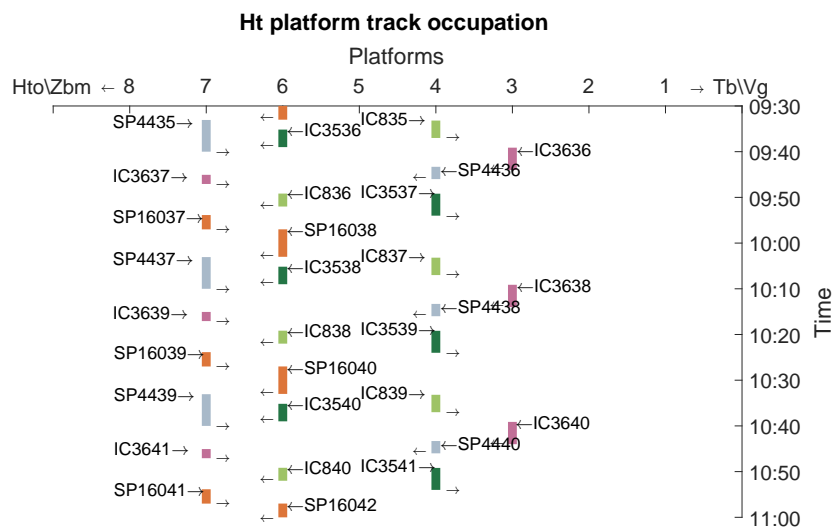 Ht platform track occupation
Platforms
Hto\Zbm ← 8 7 6 5 4 3 2 1 → Tb\Vg
09:30
SP4435→ ←IC3536 IC835→
←IC3636 09:40
IC3637→ ←SP4436
←IC836 IC3537→ 09:50
SP16037→ ←SP16038
10:00
SP4437→ ←IC3538 IC837→
←IC3638 10:10
IC3639→ ←SP4438
←IC838 IC3539→ 10:20
SP16039→ ←SP16040
10:30
SP4439→ ←IC3540 IC839→
←IC3640 10:40
IC3641→ ←SP4440
←IC840 IC3541→ 10:50
SP16041→ ←SP16042
11:00
Time